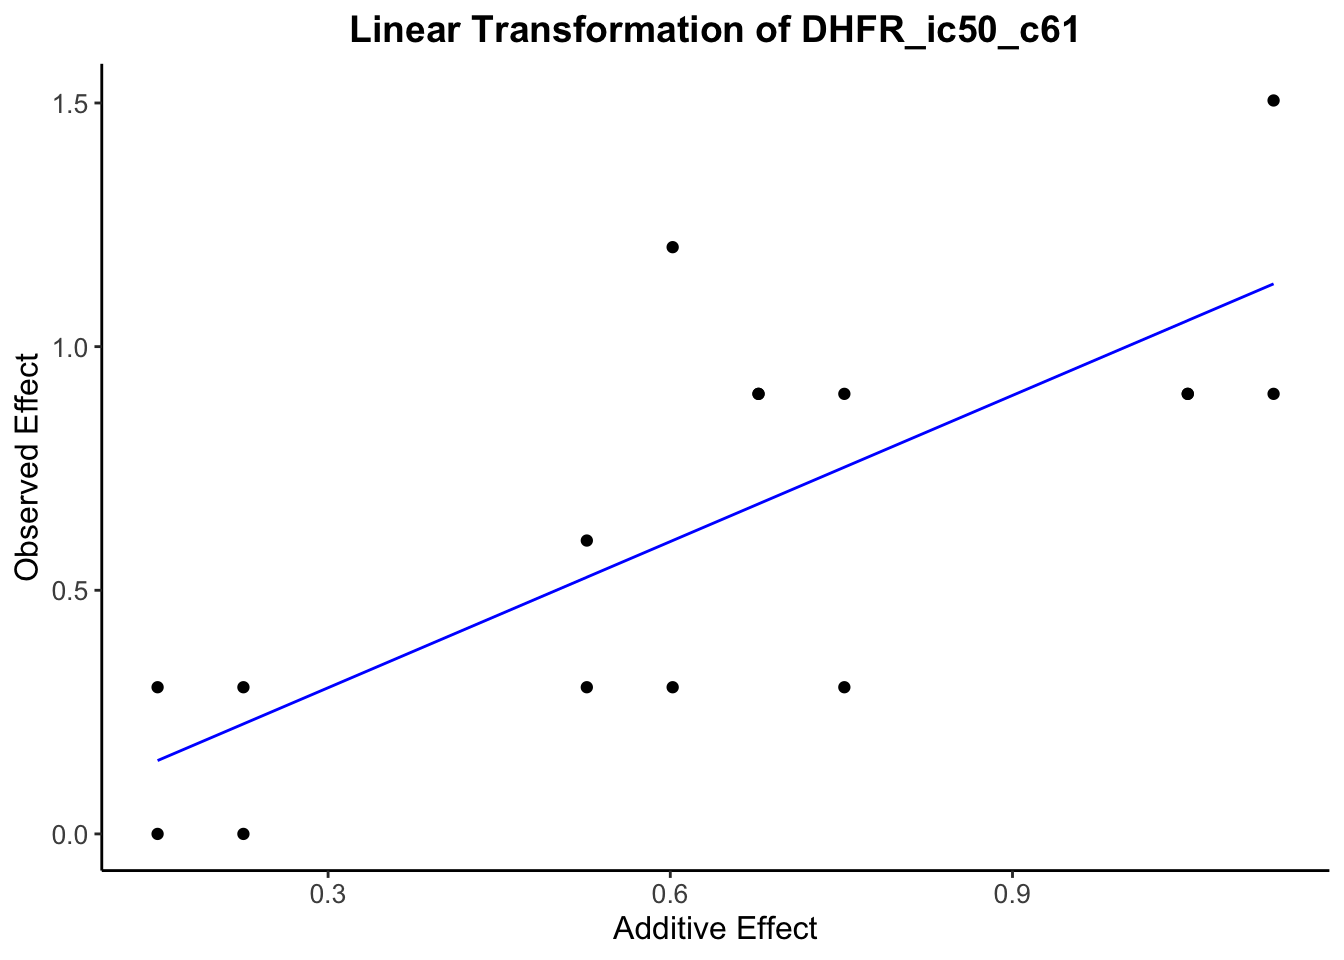 Linear Transformation of DHFR_ic50_c61
1.5
1.0
0.5
0.0
Observed Effect
0.3 0.6 0.9
Additive Effect